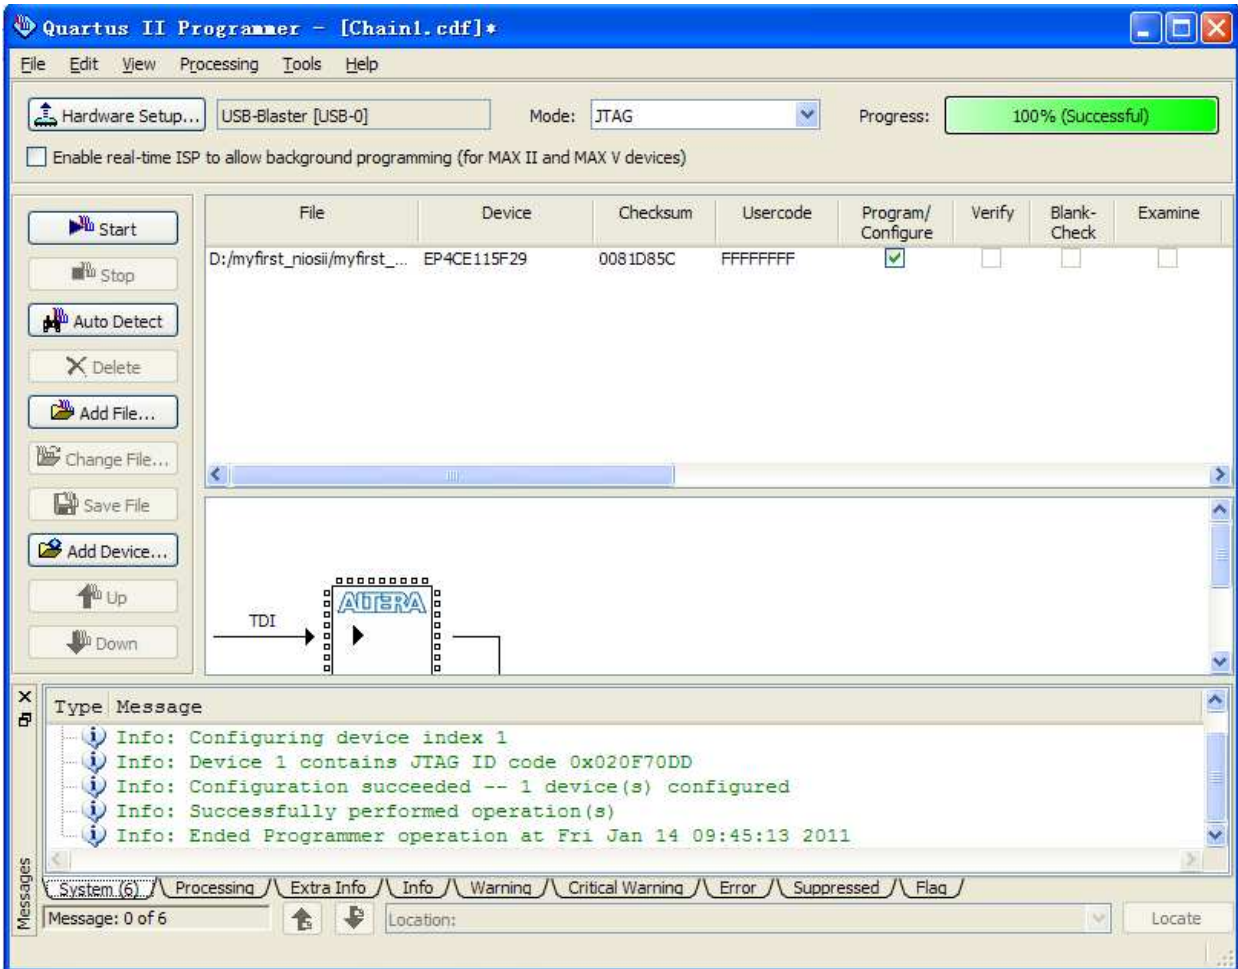 Quartus II Programmer - [Chain1.cdf]*
File Edit View Processing Tools Help
Hardware Setup... USB-Blaster [USB-0] Mode: JTAG Progress: 100% (Successful)
Enable real-time ISP to allow background programming (for MAX II and MAX V devices)
Start
Stop
Auto Detect
Delete
Add File...
Change File...
Save File
Add Device...
Up
Down
File Device Checksum Usercode Program/ Configure Verify Blank- Check Examine
D:/myfirst_niosii/myfirst_... EP4CE115F29 0081D85C FFFFFFFF
ALTERA
TDI
Type Message
Info: Configuring device index 1
Info: Device 1 contains JTAG ID code 0x020F70DD
Info: Configuration succeeded -- 1 device(s) configured
Info: Successfully performed operation(s)
Info: Ended Programmer operation at Fri Jan 14 09:45:13 2011
Messages
System (6) Processing Extra Info Info Warning Critical Warning Error Suppressed Flag
Message: 0 of 6 Location: Locate